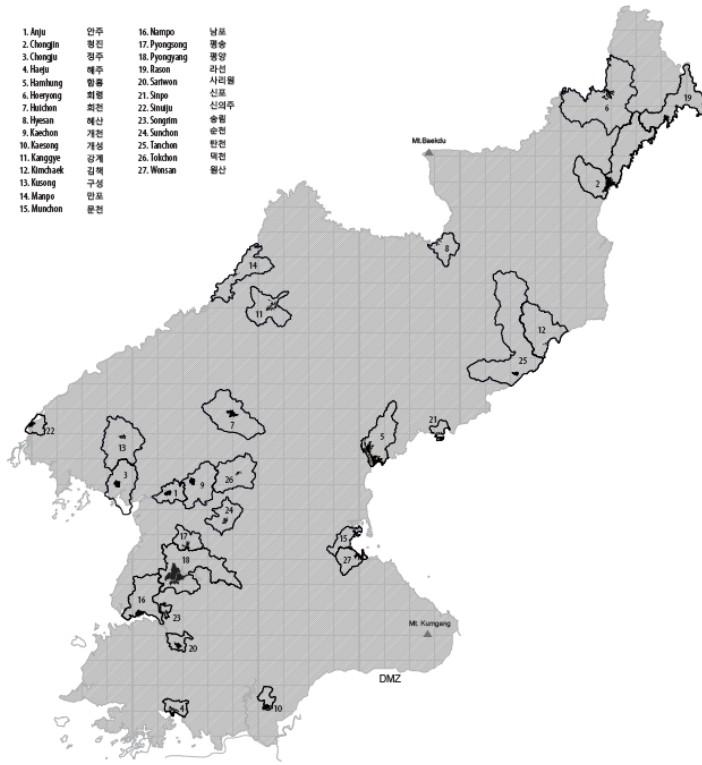 1. Anju 안주
2. Chongjin 청진
3. Chongju 정주
4. Haeju 해주
5. Hamhung 함흥
6. Hoeryong 회령
7. Huichon 희천
8. Hyesan 혜산
9. Kaechon 개천
10. Kaesong 개성
11. Kanggye 강계
12. Kimchaek 김책
13. Kusong 구성
14. Manpo 만포
15. Munchon 문천
16. Nampo 남포
17. Pyongsong 평송
18. Pyongyang 평양
19. Rason 라선
20. Sariwon 사리원
21. Sinpo 신포
22. Sinuiju 신의주
23. Songrim 송림
24. Sunchon 순천
25. Tanchon 탄천
26. Tokchon 덕천
27. Wonsan 원산
19
6
Mt.Baekdu
2
8
14
11
12
25
7
21
22
5
13
3
26
1
9
24
15
17
27
18
16
23
Mt. Kumgang
20
DMZ
4
10